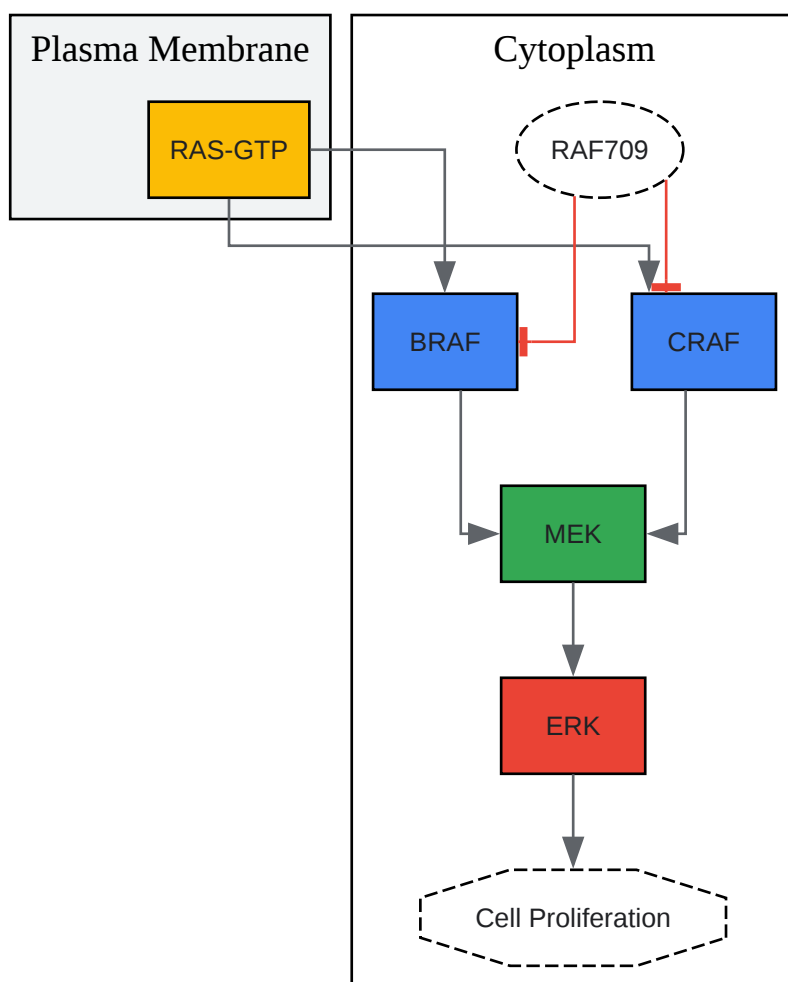 Plasma Membrane
Cytoplasm
RAS-GTP
RAF709
BRAF
CRAF
MEK
ERK
Cell Proliferation